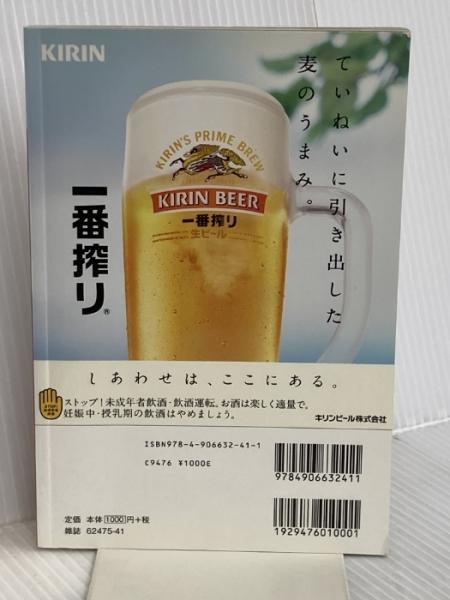 KIRIN
ていねいに引き出した
麦のうまみ。
KIRIN'S PRIME BREW
KIRIN BEER
一番搾り
生ビール
一番搾り®
しあわせは、ここにある。
ストップ!未成年者飲酒・飲酒運転。お酒は楽しく適量で。
妊娠中・授乳期の飲酒はやめましょう。
キリンビール株式会社
ISBN978-4-906632-41-1
C9476 ¥1000E
9784906632411
定価 本体1000円+税
雑誌 62475-41
1929476010001